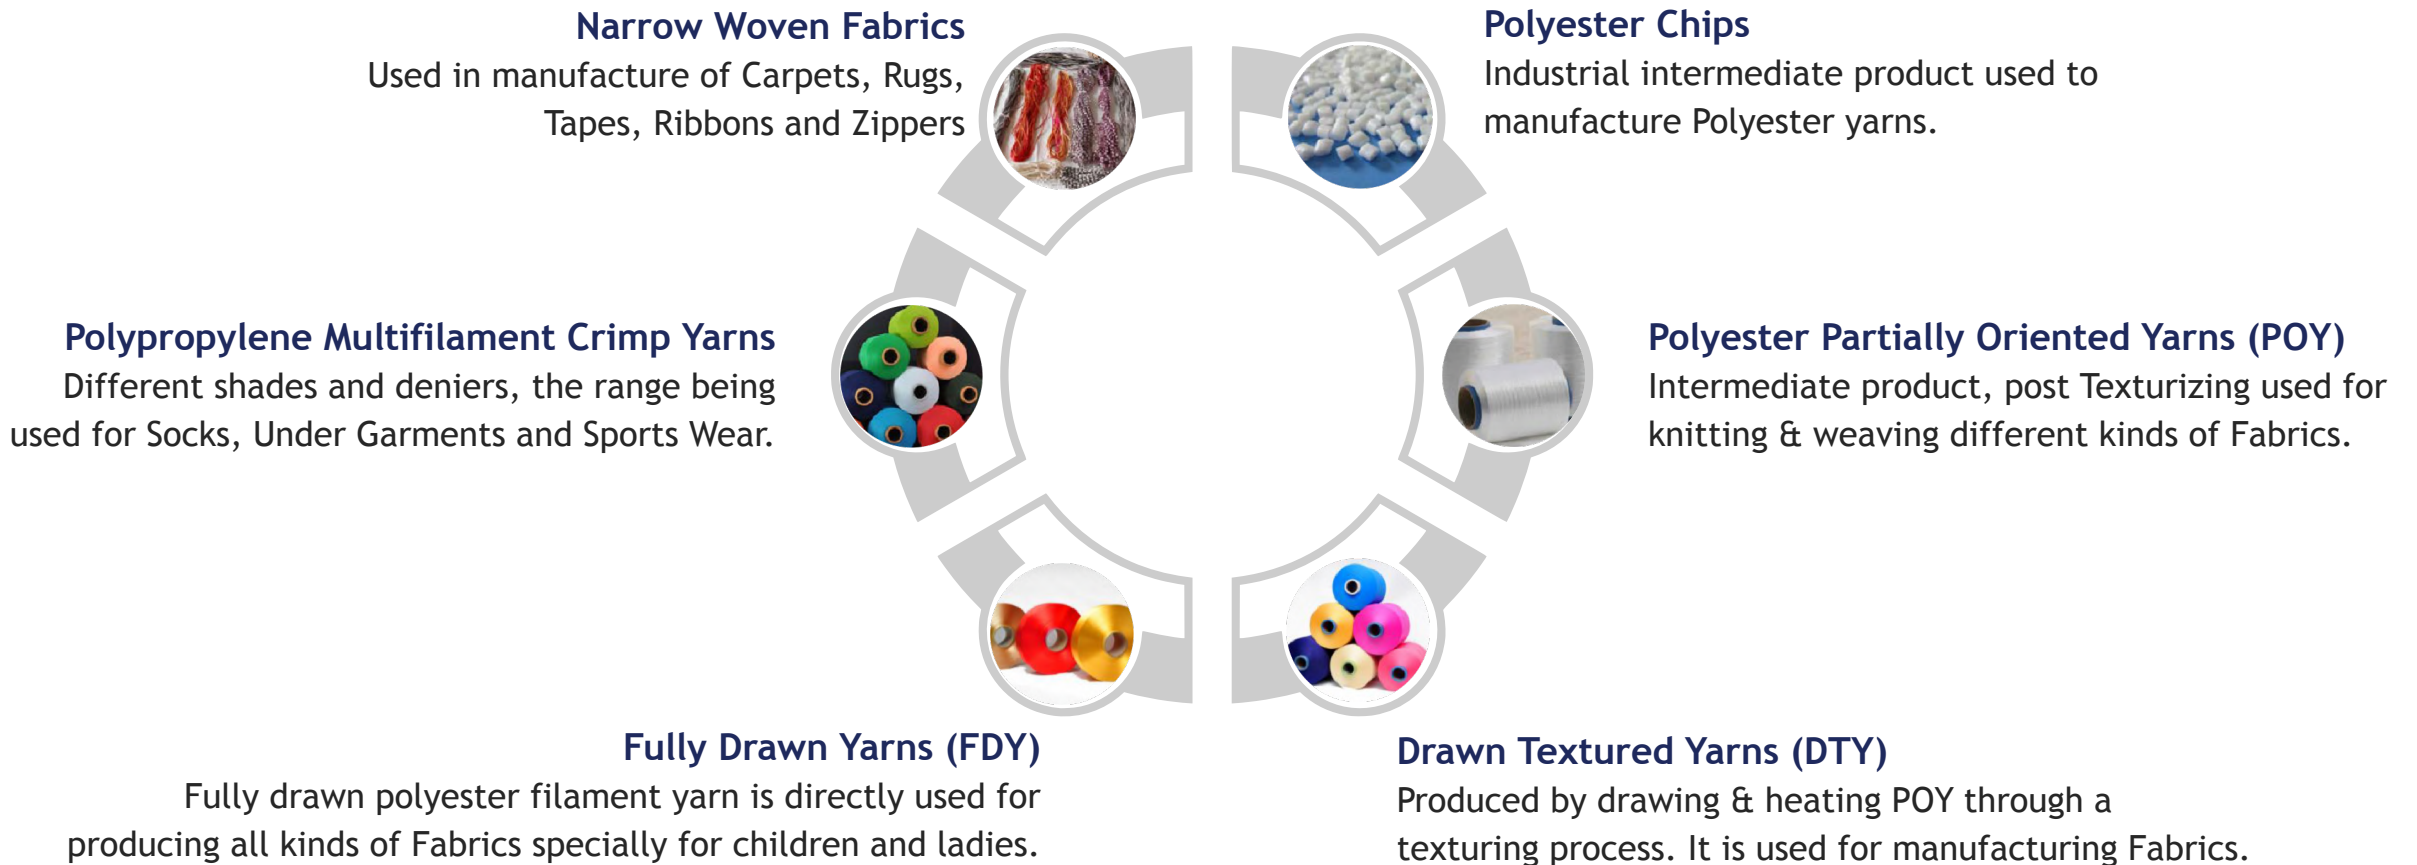 Narrow Woven Fabrics
Used in manufacture of Carpets, Rugs,
Tapes, Ribbons and Zippers
Polyester Chips
Industrial intermediate product used to
manufacture Polyester yarns.
Polypropylene Multifilament Crimp Yarns
Different shades and deniers, the range being
used for Socks, Under Garments and Sports Wear.
Polyester Partially Oriented Yarns (POY)
Intermediate product, post Texturizing used for
knitting & weaving different kinds of Fabrics.
Fully Drawn Yarns (FDY)
Fully drawn polyester filament yarn is directly used for
producing all kinds of Fabrics specially for children and ladies.
Drawn Textured Yarns (DTY)
Produced by drawing & heating POY through a
texturing process. It is used for manufacturing Fabrics.